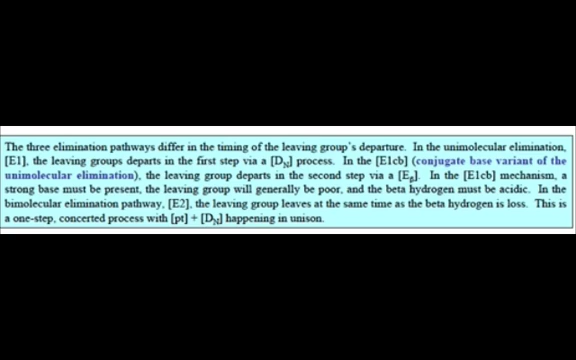 The three elimination pathways differ in the timing of the leaving group's departure. In the unimolecular elimination,
[E1], the leaving groups departs in the first step via a [DN] process. In the [E1cb] (conjugate base variant of the
unimolecular elimination), the leaving group departs in the second step via a [Eg]. In the [E1cb] mechanism, a
strong base must be present, the leaving group will generally be poor, and the beta hydrogen must be acidic. In the
bimolecular elimination pathway, [E2], the leaving group leaves at the same time as the beta hydrogen is loss. This is
a one-step, concerted process with [pt] + [DN] happening in unison.